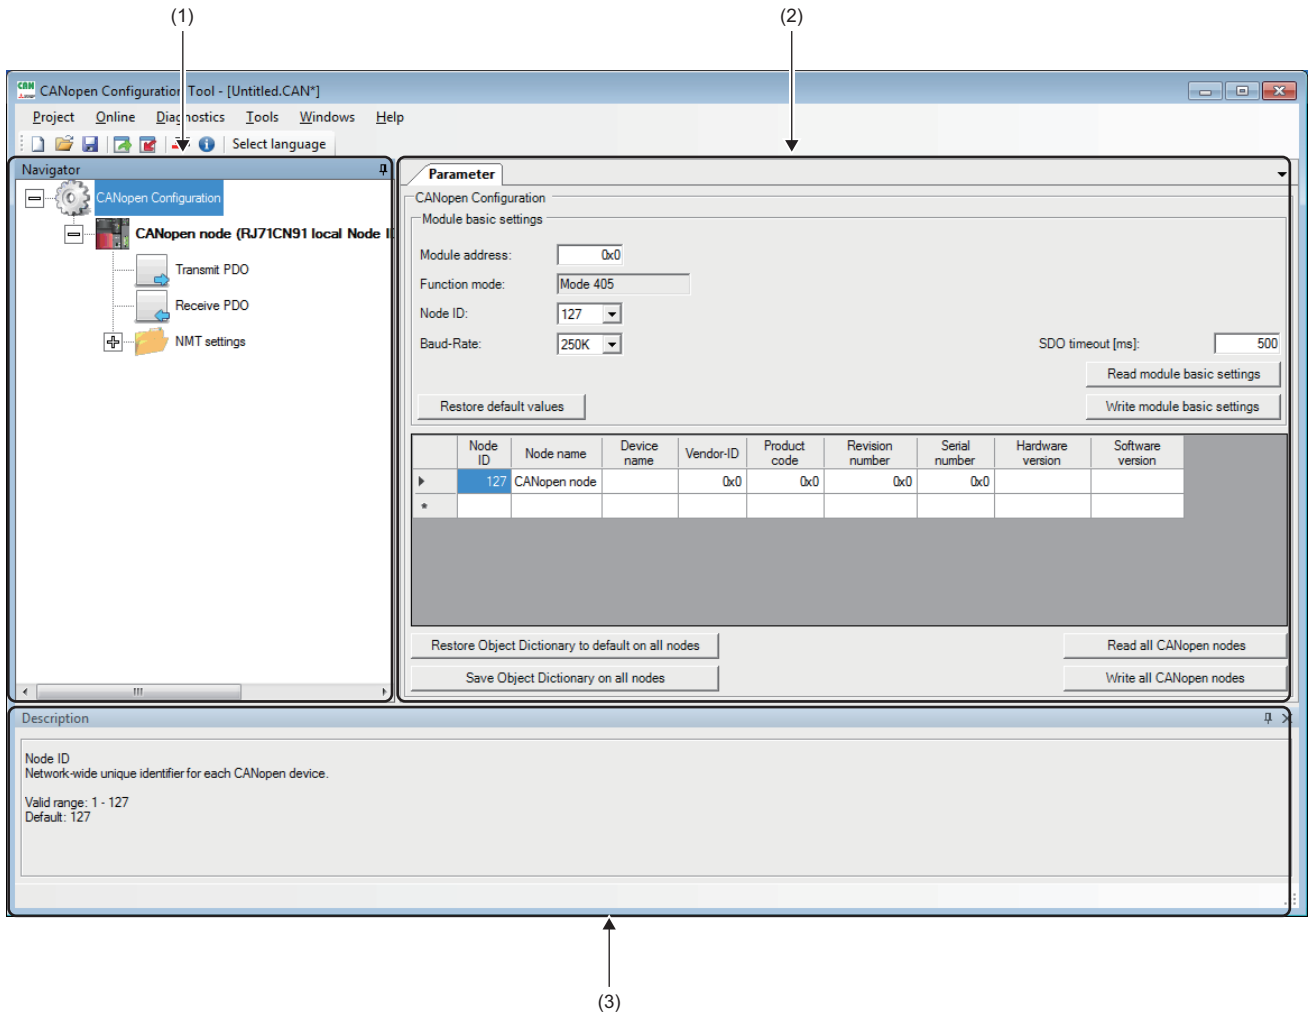 (1)
(2)
CANopen Configuration Tool - [Untitled.CAN*]
Project Online Diagnostics Tools Windows Help
Select language
Navigator
CANopen Configuration
CANopen node (RJ71CN91 local Node I
Transmit PDO
Receive PDO
NMT settings
Parameter
CANopen Configuration
Module basic settings
Module address: 0x0
Function mode: Mode 405
Node ID: 127
Baud-Rate: 250K
SDO timeout [ms]: 500
Read module basic settings
Restore default values
Write module basic settings
Node ID Node name Device name Vendor-ID Product code Revision number Serial number Hardware version Software version
127 CANopen node 0x0 0x0 0x0 0x0
*
Restore Object Dictionary to default on all nodes
Read all CANopen nodes
Save Object Dictionary on all nodes
Write all CANopen nodes
Description
Node ID
Network-wide unique identifier for each CANopen device.
Valid range: 1 - 127
Default: 127
(3)